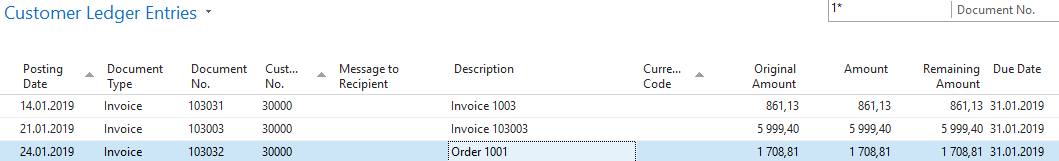 Customer Ledger Entries
1* Document No.
Posting Date Document Type Document No. Cust... No. Message to Recipient Description Curre... Code Original Amount Amount Remaining Amount Due Date
14.01.2019 Invoice 103031 30000 Invoice 1003 861,13 861,13 861,13 31.01.2019
21.01.2019 Invoice 103003 30000 Invoice 103003 5 999,40 5 999,40 5 999,40 31.01.2019
24.01.2019 Invoice 103032 30000 Order 1001 1 708,81 1 708,81 1 708,81 31.01.2019